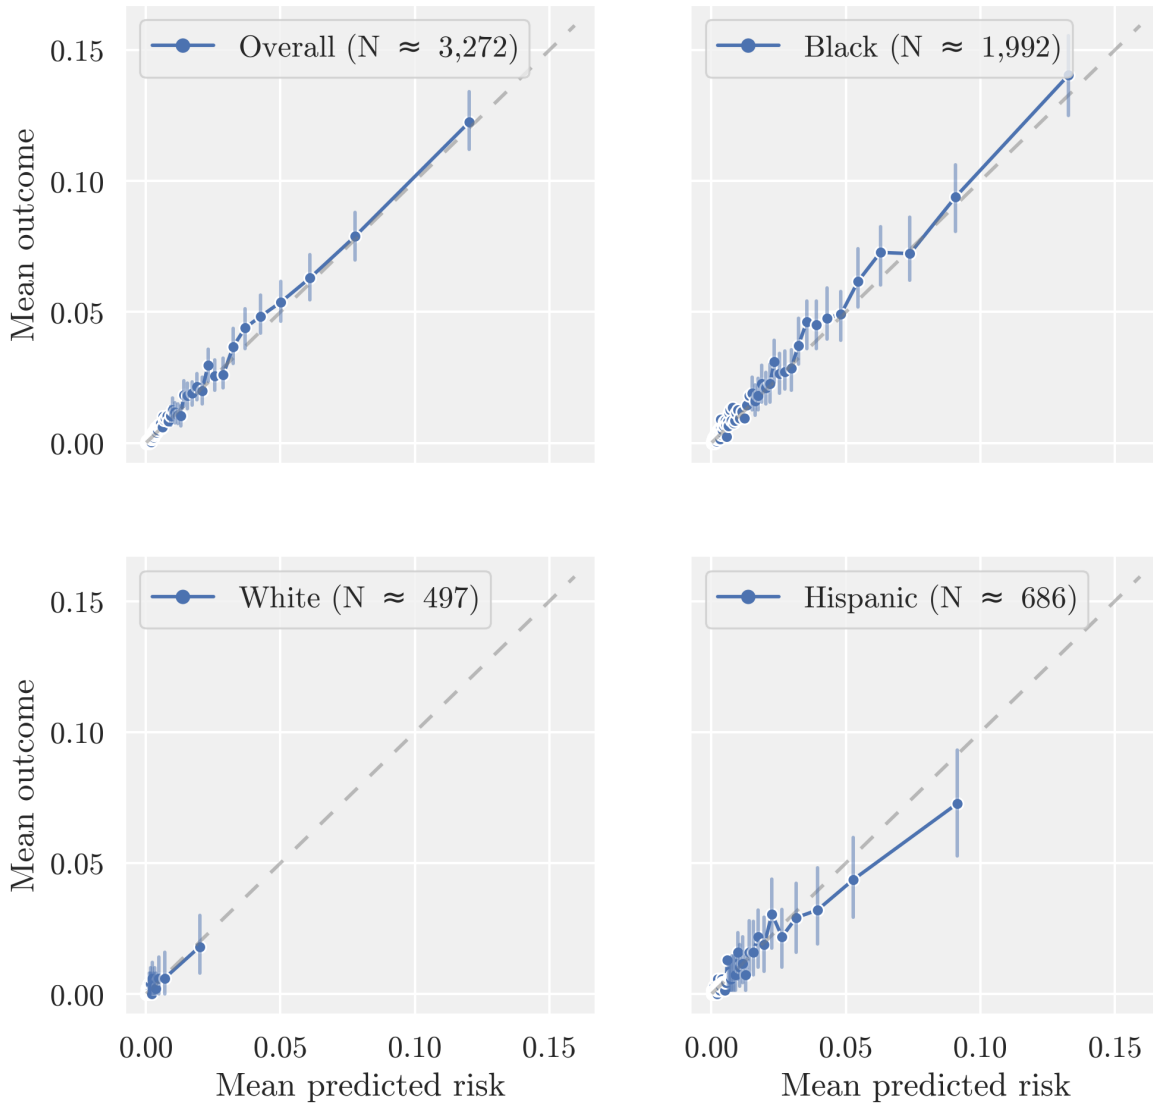 Overall (N ≈ 3,272)
Black (N ≈ 1,992)
Mean outcome
0.15
0.10
0.05
0.00
White (N ≈ 497)
Hispanic (N ≈ 686)
Mean outcome
0.15
0.10
0.05
0.00
0.00 0.05 0.10 0.15
0.00 0.05 0.10 0.15
Mean predicted risk
Mean predicted risk